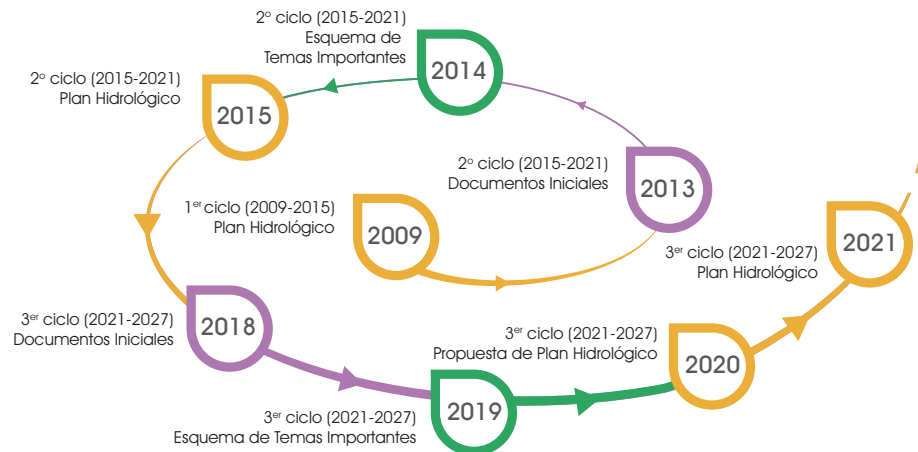 2º ciclo (2015-2021)
Esquema de
Temas Importantes
2014
2º ciclo (2015-2021)
Plan Hidrológico
2015
2º ciclo (2015-2021)
Documentos Iniciales
2013
1er ciclo (2009-2015)
Plan Hidrológico
2009
3er ciclo (2021-2027)
Plan Hidrológico
2021
3er ciclo (2021-2027)
Documentos Iniciales
2018
3er ciclo (2021-2027)
Propuesta de Plan Hidrológico
2020
3er ciclo (2021-2027)
Esquema de Temas Importantes
2019